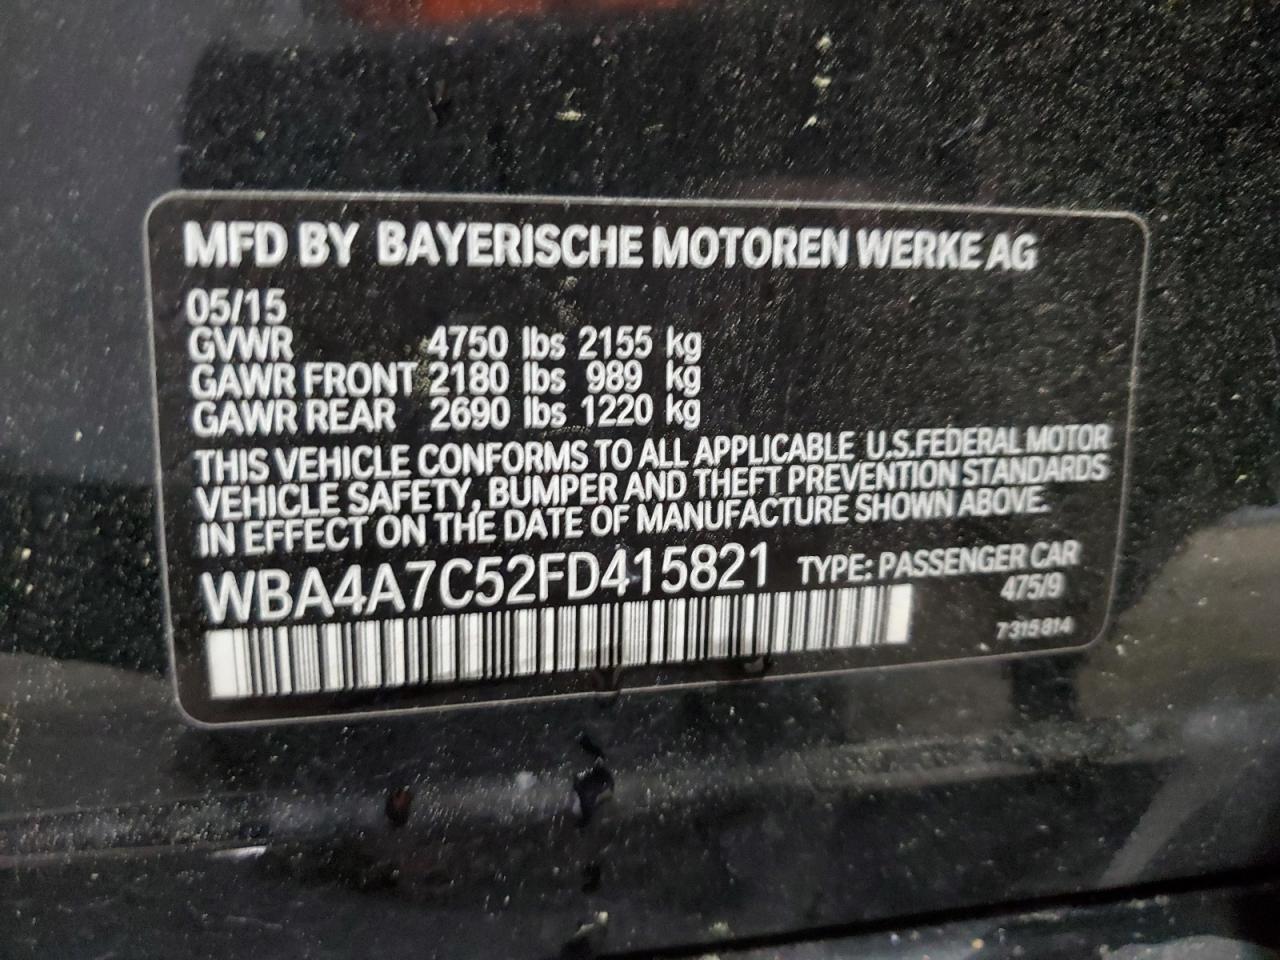 MFD BY BAYERISCHE MOTOREN WERKE AG
05/15
GVWR 4750 lbs 2155 kg
GAWR FRONT 2180 lbs 989 kg
GAWR REAR 2690 lbs 1220 kg
THIS VEHICLE CONFORMS TO ALL APPLICABLE U.S.FEDERAL MOTOR
VEHICLE SAFETY, BUMPER AND THEFT PREVENTION STANDARDS
IN EFFECT ON THE DATE OF MANUFACTURE SHOWN ABOVE.
WBA4A7C52FD415821 TYPE: PASSENGER CAR
475/9
7315814